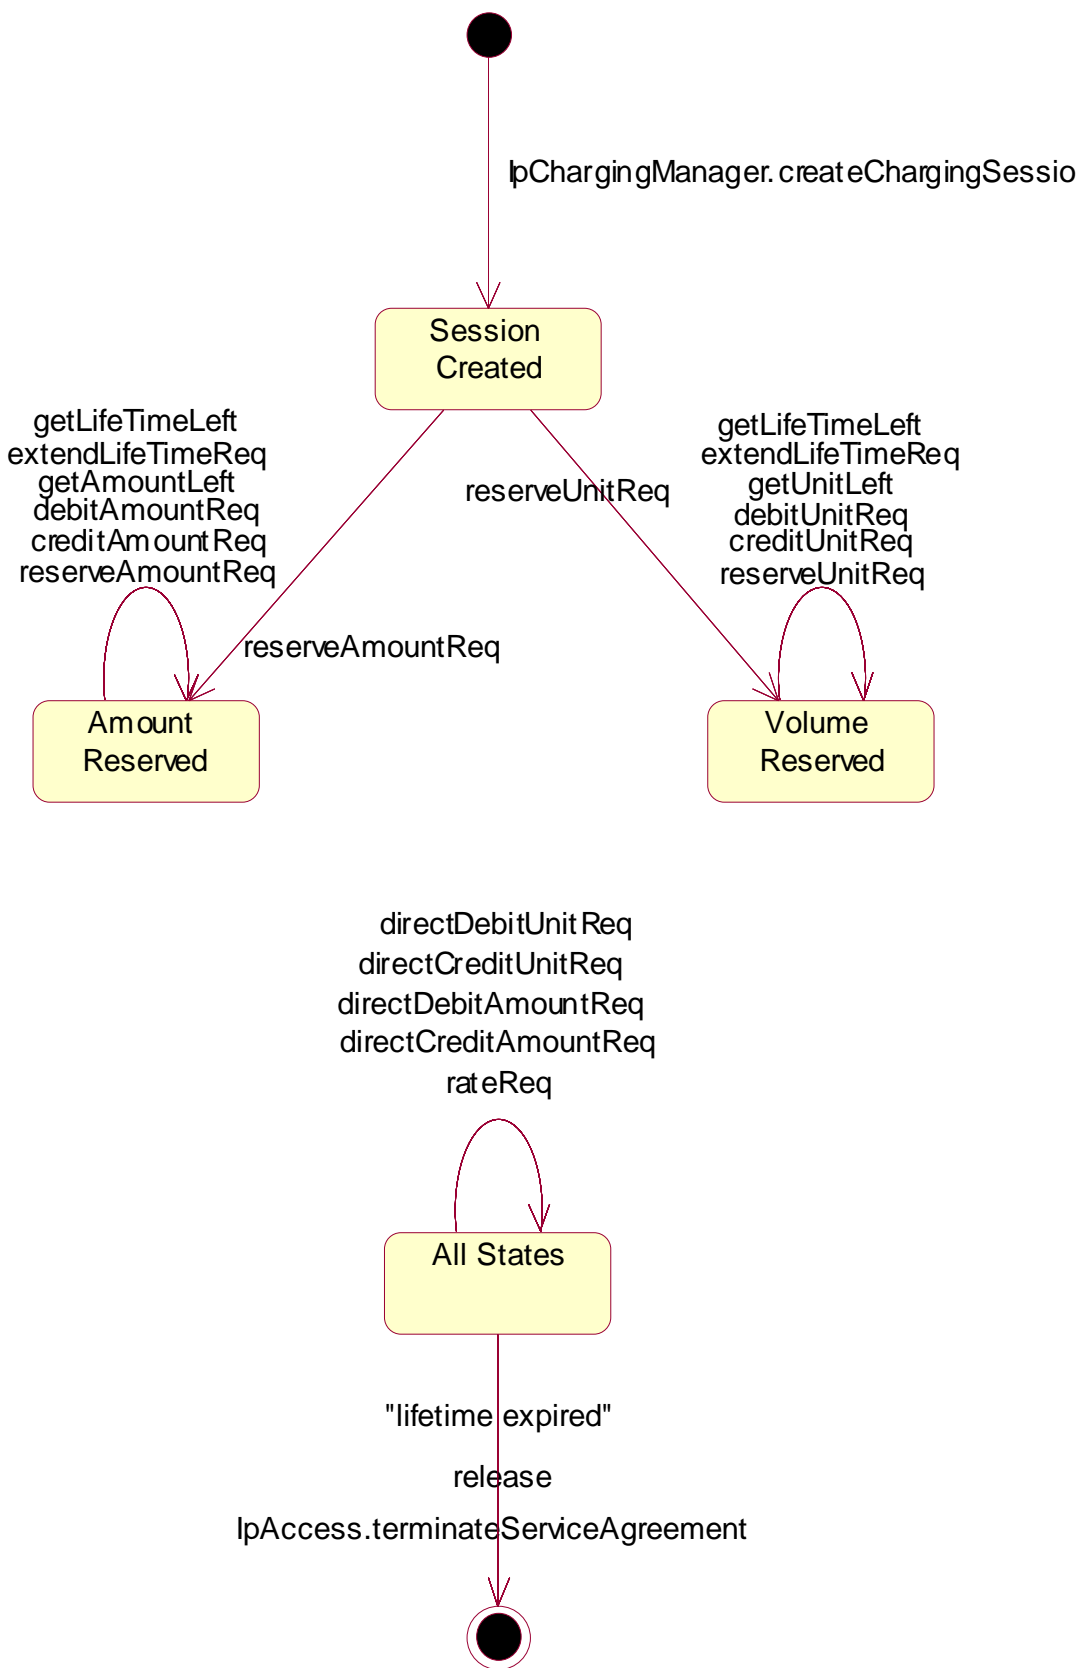 IpChargingManager.createChargingSessio
Session
Created
getLifeTimeLeft
extendLifeTimeReq
getAmountLeft
debitAmountReq
creditAmountReq
reserveAmountReq
reserveUnitReq
getLifeTimeLeft
extendLifeTimeReq
getUnitLeft
debitUnitReq
creditUnitReq
reserveUnitReq
reserveAmountReq
Amount
Reserved
Volume
Reserved
directDebitUnitReq
directCreditUnitReq
directDebitAmountReq
directCreditAmountReq
rateReq
All States
"lifetime expired"
release
IpAccess.terminateServiceAgreement